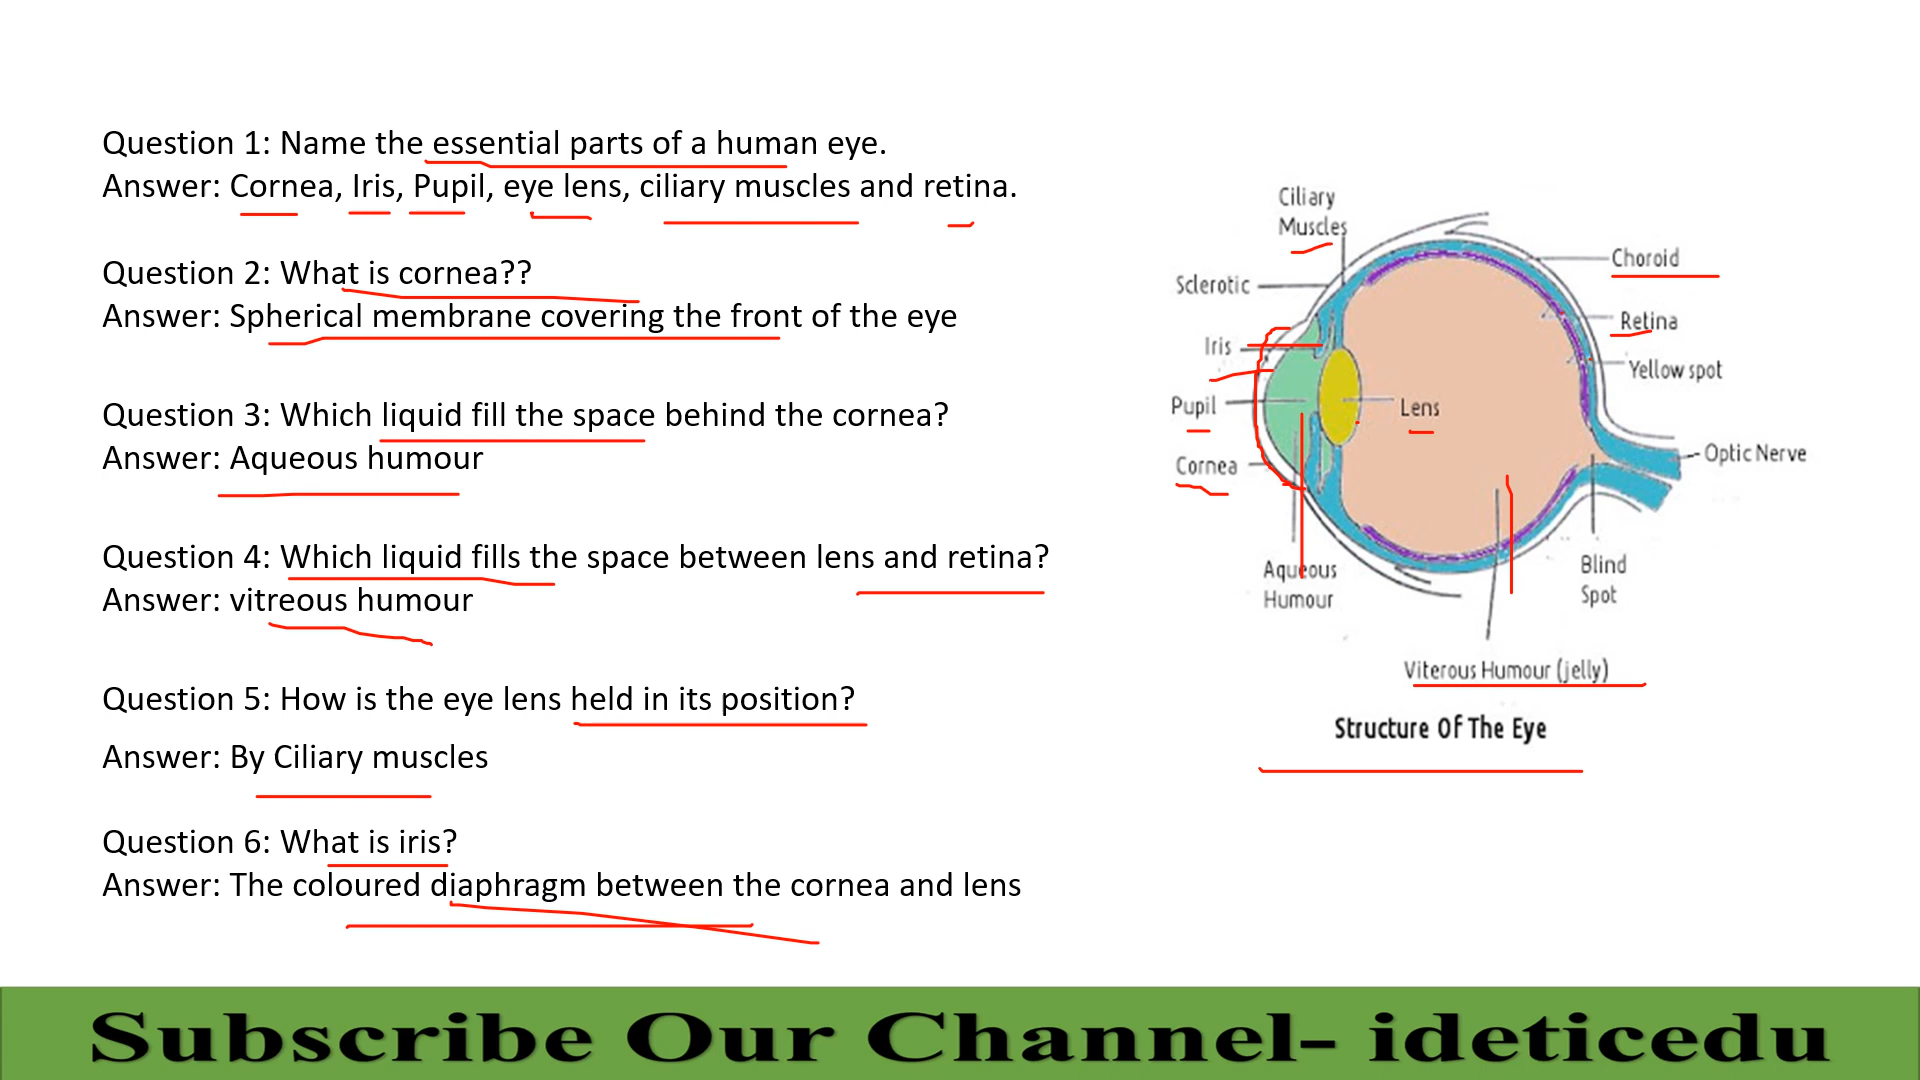 Question 1: Name the essential parts of a human eye.
Answer: Cornea, Iris, Pupil, eye lens, ciliary muscles and retina.
Question 2: What is cornea??
Answer: Spherical membrane covering the front of the eye
Question 3: Which liquid fill the space behind the cornea?
Answer: Aqueous humour
Question 4: Which liquid fills the space between lens and retina?
Answer: vitreous humour
Question 5: How is the eye lens held in its position?
Answer: By Ciliary muscles
Question 6: What is iris?
Answer: The coloured diaphragm between the cornea and lens
Ciliary
Muscles
Sclerotic
Iris
Pupil
Cornea
Aqueous
Humour
Choroid
Retina
Yellow spot
Lens
Optic Nerve
Blind
Spot
Viterous Humour (jelly)
Structure Of The Eye
Subscribe Our Channel- ideticedu